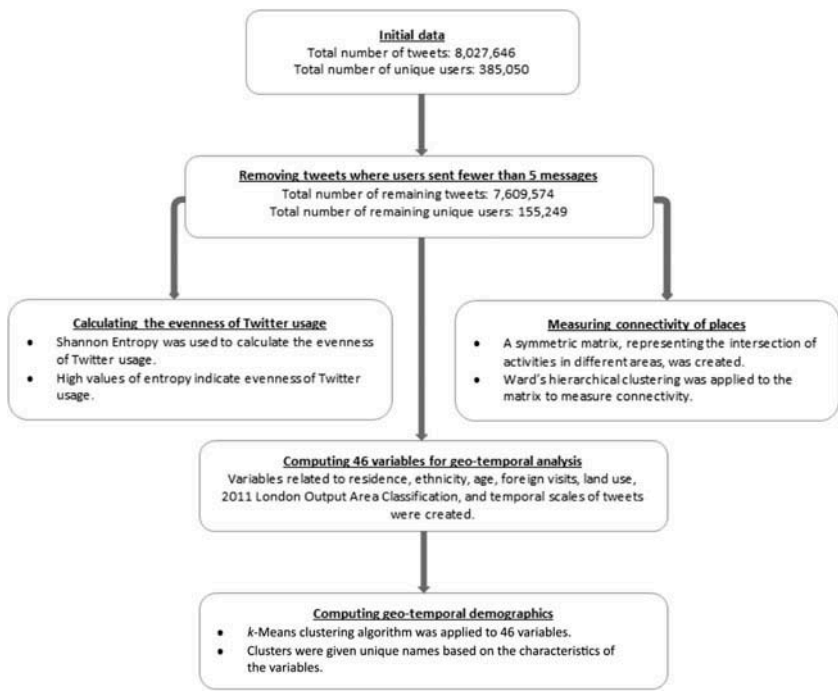 Initial data
Total number of tweets: 8,027,646
Total number of unique users: 385,050
Removing tweets where users sent fewer than 5 messages
Total number of remaining tweets: 7,609,574
Total number of remaining unique users: 155,249
Calculating the evenness of Twitter usage
• Shannon Entropy was used to calculate the evenness
of Twitter usage.
• High values of entropy indicate evenness of Twitter
usage.
Measuring connectivity of places
• A symmetric matrix, representing the intersection of
activities in different areas, was created.
• Ward's hierarchical clustering was applied to the
matrix to measure connectivity.
Computing 46 variables for geo-temporal analysis
Variables related to residence, ethnicity, age, foreign visits, land use,
2011 London Output Area Classification, and temporal scales of tweets
were created.
Computing geo-temporal demographics
• k-Means clustering algorithm was applied to 46 variables.
• Clusters were given unique names based on the characteristics of
the variables.